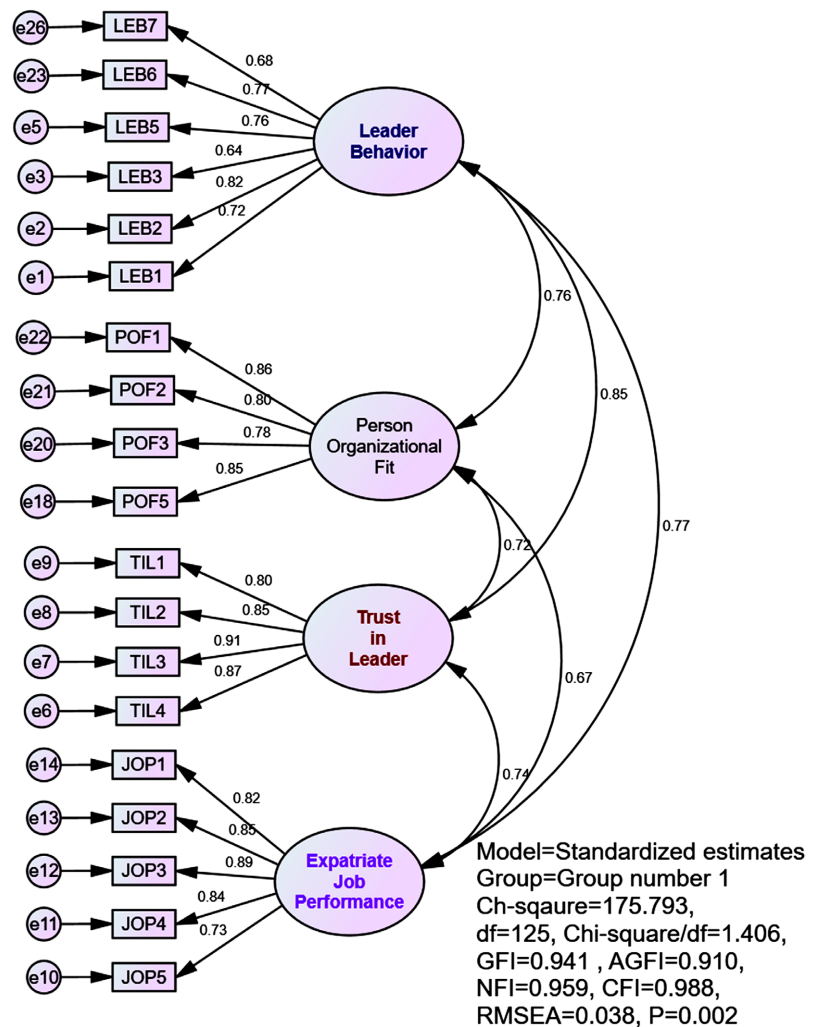 e26 LEB7
0.68
e23 LEB6
0.77
e5 LEB5
0.76
e3 LEB3
0.64
e2 LEB2
0.82
e1 LEB1
0.72
Leader
Behavior
0.76
0.85
0.77
e22 POF1
0.86
e21 POF2
0.80
e20 POF3
0.78
e18 POF5
0.85
Person
Organizational
Fit
0.72
0.67
e9 TIL1
0.80
e8 TIL2
0.85
e7 TIL3
0.91
e6 TIL4
0.87
Trust
in
Leader
0.74
e14 JOP1
0.82
e13 JOP2
0.85
e12 JOP3
0.89
e11 JOP4
0.84
e10 JOP5
0.73
Expatriate
Job
Performance
Model=Standardized estimates
Group=Group number 1
Ch-sqaure=175.793,
df=125, Chi-square/df=1.406,
GFI=0.941 , AGFI=0.910,
NFI=0.959, CFI=0.988,
RMSEA=0.038, P=0.002